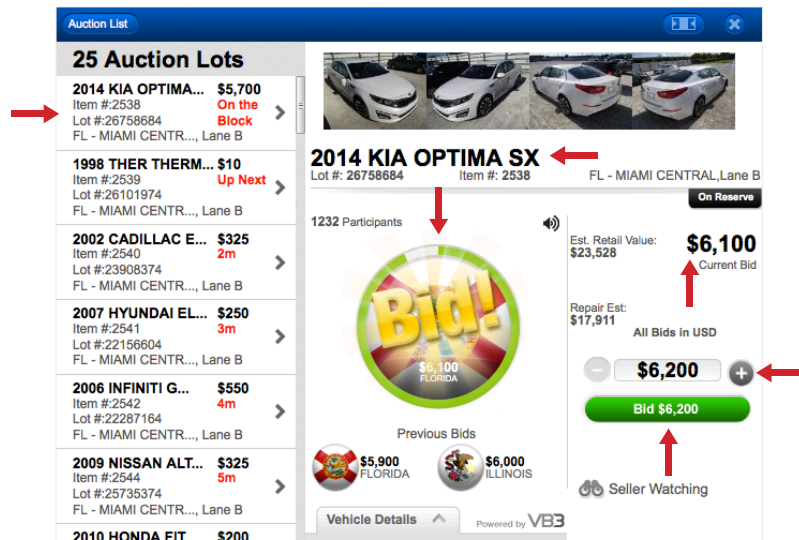 Auction List
25 Auction Lots
2014 KIA OPTIMA... $5,700
Item #:2538 On the
Lot #:26758684 Block
FL - MIAMI CENTR..., Lane B
1998 THER THERM... $10
Item #:2539 Up Next
Lot #:26101974
FL - MIAMI CENTR..., Lane B
2002 CADILLAC E... $325
Item #:2540 2m
Lot #:23908374
FL - MIAMI CENTR..., Lane B
2007 HYUNDAI EL... $250
Item #:2541 3m
Lot #:22156604
FL - MIAMI CENTR..., Lane B
2006 INFINITI G... $550
Item #:2542 4m
Lot #:22287164
FL - MIAMI CENTR..., Lane B
2009 NISSAN ALT... $325
Item #:2544 5m
Lot #:25735374
FL - MIAMI CENTR..., Lane B
2010 HONDA FIT $200
2014 KIA OPTIMA SX
Lot #: 26758684 Item #: 2538 FL - MIAMI CENTRAL,Lane B
On Reserve
1232 Participants
Bid!
$6,100
FLORIDA
Previous Bids
$5,900
FLORIDA
$6,000
ILLINOIS
Vehicle Details
Powered by VB3
Est. Retail Value:
$23,528
$6,100
Current Bid
Repair Est:
$17,911
All Bids in USD
$6,200
Bid $6,200
Seller Watching